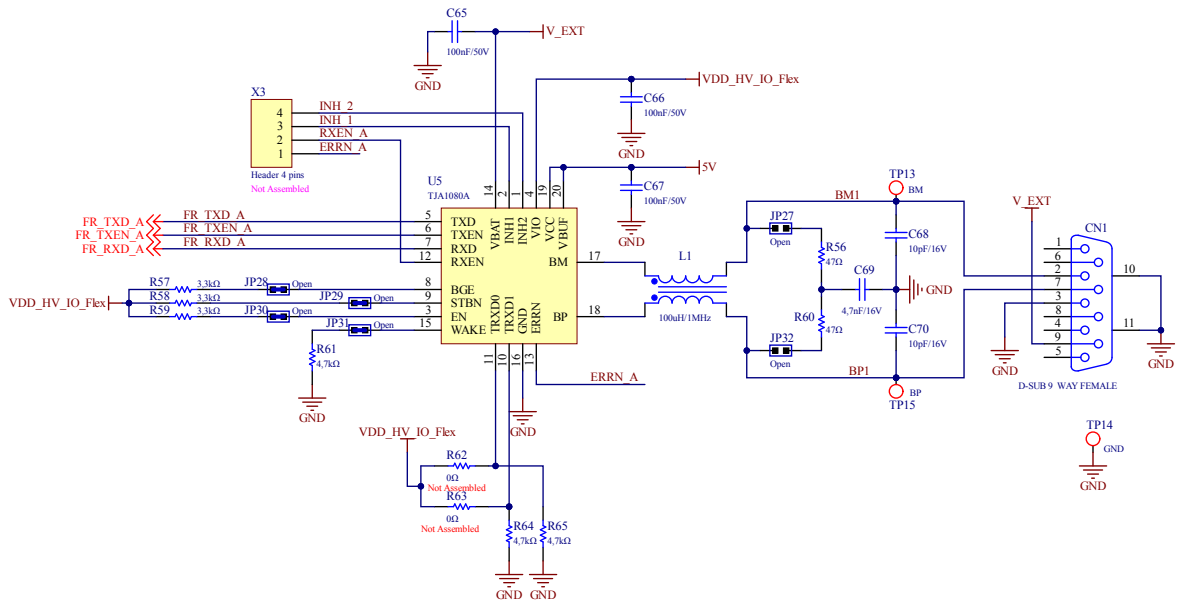 C65
100nF/50V
V_EXT
GND
VDD_HV_IO_Flex
C66
100nF/50V
GND
X3
4 INH_2
3 INH_1
2 RXEN_A
1 ERRN_A
Header 4 pins
Not Assembled
5V
C67
100nF/50V
GND
U5
TJA1080A
14 2 1 4 19 20
VBAT INH1 INH2 VIO VCC VBUF
FR_TXD_A FR_TXD_A 5 TXD
FR_TXEN_A FR_TXEN_A 6 TXEN
FR_RXD_A FR_RXD_A 7 RXD
12 RXEN
BM 17
BP 18
VDD_HV_IO_Flex
R57 3,3kΩ JP28 Open 8 BGE
R58 3,3kΩ JP29 Open 9 STBN
R59 3,3kΩ JP30 Open 3 EN
JP31 Open 15 WAKE
R61
4,7kΩ
GND
TRXD0 TRXD1 GND ERRN
11 10 16 13
ERRN_A
GND
VDD_HV_IO_Flex
R62
0Ω
Not Assembled
R63
0Ω
Not Assembled
R64
4,7kΩ
R65
4,7kΩ
GND
GND
L1
100uH/1MHz
BM1
TP13
BM
JP27
Open
R56
47Ω
C68
10pF/16V
C69
4,7nF/16V
GND
R60
47Ω
C70
10pF/16V
JP32
Open
BP1
BP
TP15
V_EXT
CN1
1
6
2
7
3
8
4
9
5
10
11
GND
GND
D-SUB 9 WAY FEMALE
TP14
GND
GND